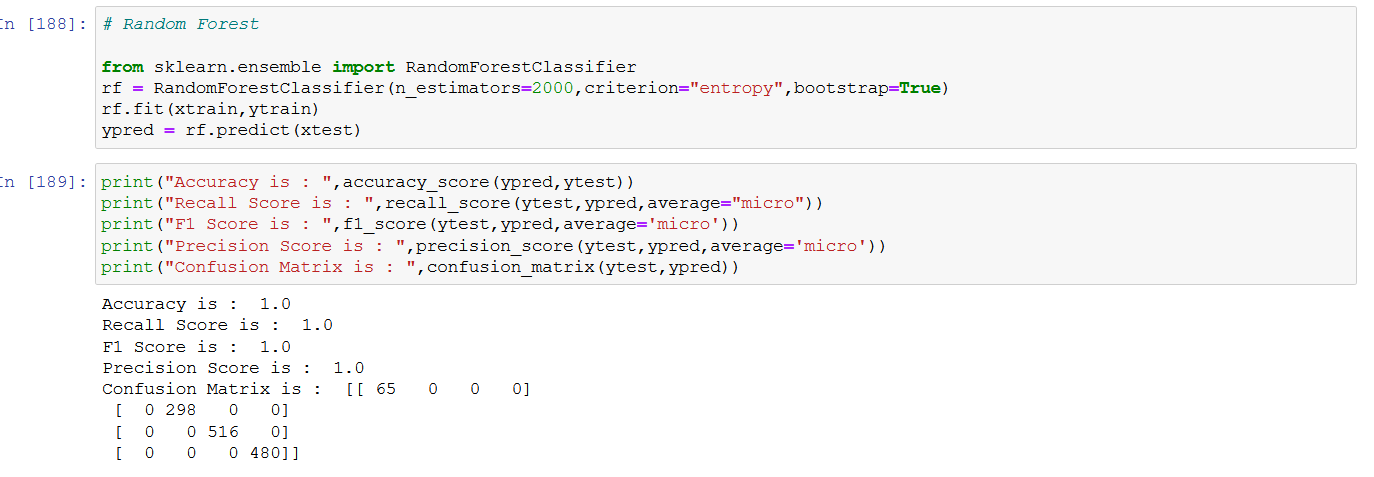 In [188]:
# Random Forest
from sklearn.ensemble import RandomForestClassifier
rf = RandomForestClassifier(n_estimators=2000,criterion="entropy",bootstrap=True)
rf.fit(xtrain,ytrain)
ypred = rf.predict(xtest)
In [189]:
print("Accuracy is : ",accuracy_score(ypred,ytest))
print("Recall Score is : ",recall_score(ytest,ypred,average="micro"))
print("F1 Score is : ",f1_score(ytest,ypred,average='micro'))
print("Precision Score is : ",precision_score(ytest,ypred,average='micro'))
print("Confusion Matrix is : ",confusion_matrix(ytest,ypred))
Accuracy is :  1.0
Recall Score is :  1.0
F1 Score is :  1.0
Precision Score is :  1.0
Confusion Matrix is :  [[ 65   0   0   0]
 [  0 298   0   0]
 [  0   0 516   0]
 [  0   0   0 480]]